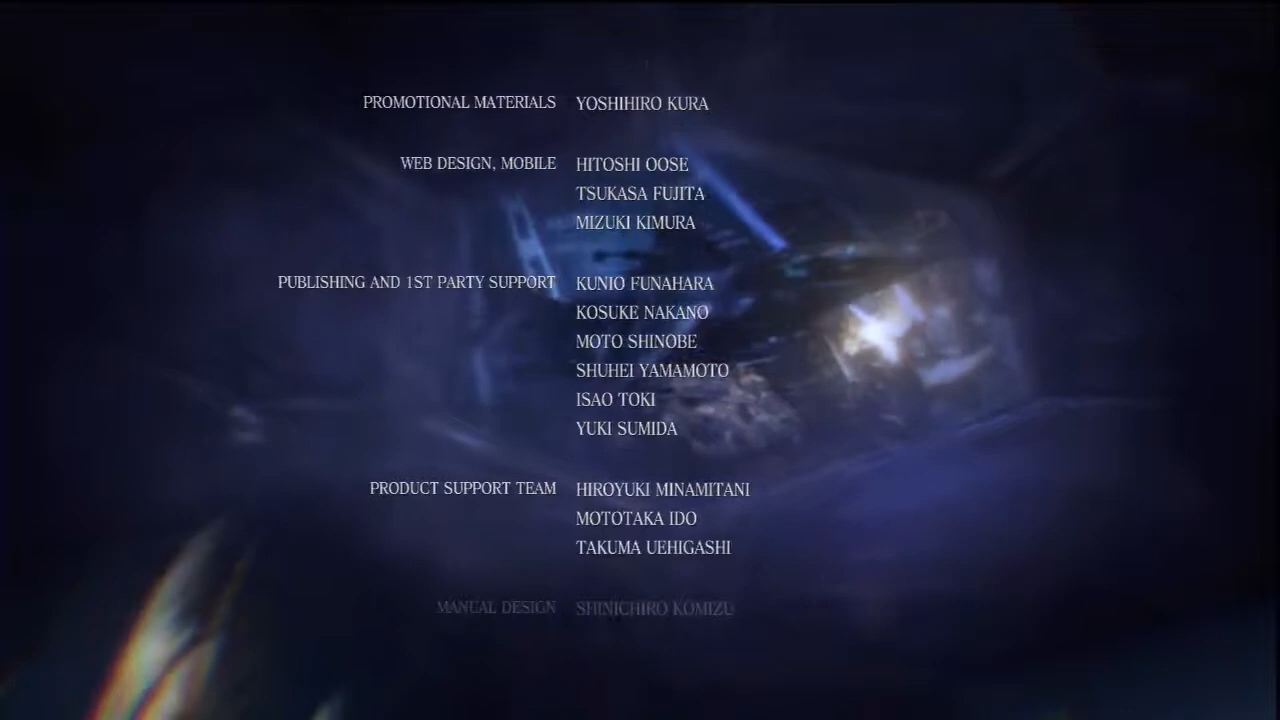 PROMOTIONAL MATERIALS YOSHIHIRO KURA
WEB DESIGN, MOBILE HITOSHI OOSE
TSUKASA FUJITA
MIZUKI KIMURA
PUBLISHING AND 1ST PARTY SUPPORT KUNIO FUNAHARA
KOSUKE NAKANO
MOTO SHINOBE
SHUHEI YAMAMOTO
ISAO TOKI
YUKI SUMIDA
PRODUCT SUPPORT TEAM HIROYUKI MINAMITANI
MOTOTAKA IDO
TAKUMA UEHIGASHI
MANUAL DESIGN SHINICHIRO KOMIZU